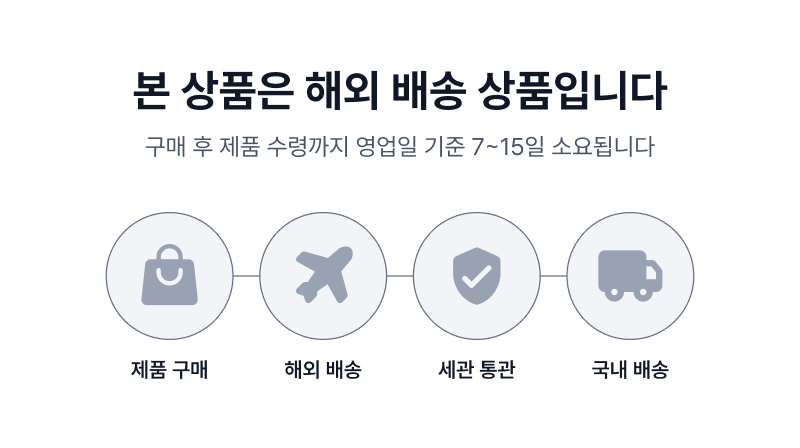 본 상품은 해외 배송 상품입니다
구매 후 제품 수령까지 영업일 기준 7~15일 소요됩니다
제품 구매
해외 배송
세관 통관
국내 배송